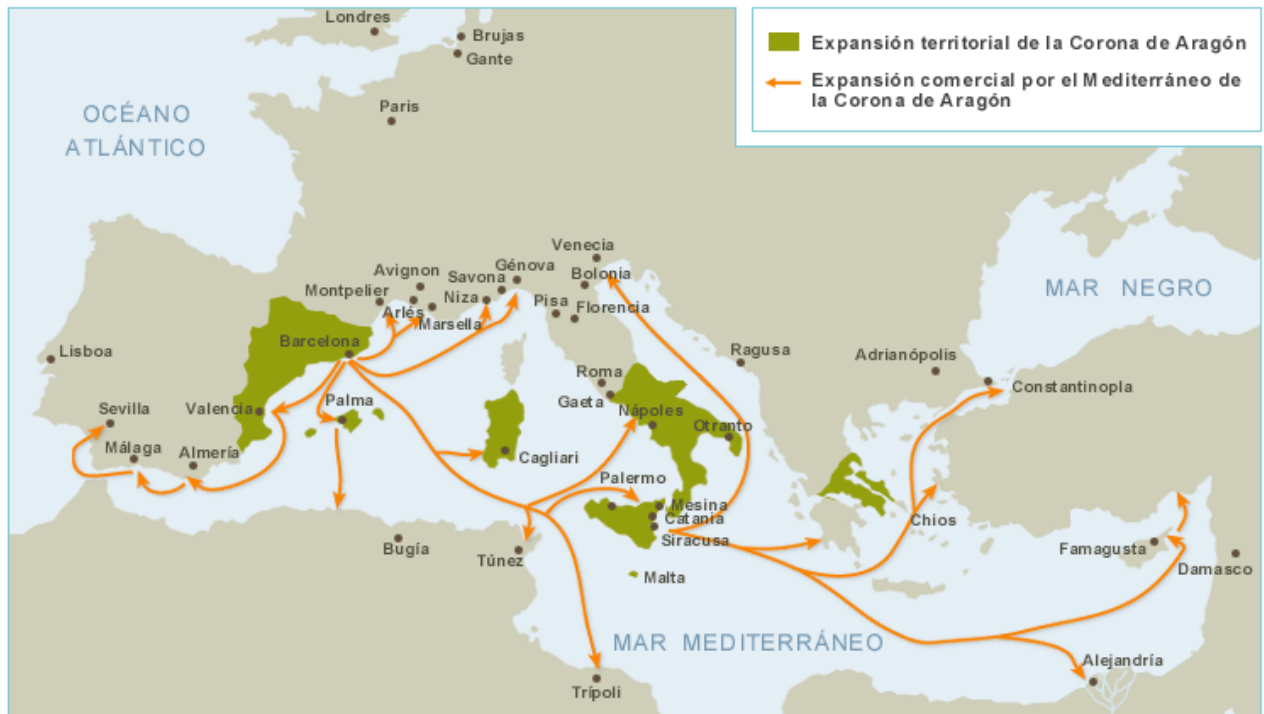 Expansión territorial de la Corona de Aragón
Expansión comercial por el Mediterráneo de
la Corona de Aragón
Londres
Brujas
Gante
Paris
OCÉANO
ATLÁNTICO
Venecia
Génova
Bolonia
Avignon
Savona
Montpelier
Niza
Pisa
Florencia
Arlés
Marsella
MAR NEGRO
Barcelona
Lisboa
Ragusa
Adrianópolis
Constantinopla
Roma
Gaeta
Palma
Sevilla
Valencia
Nápoles
Otranto
Málaga
Almería
Cagliari
Palermo
Mesina
Catania
Siracusa
Chios
Bugía
Túnez
Famagusta
Damasco
Malta
MAR MEDITERRÁNEO
Alejandría
Trípoli